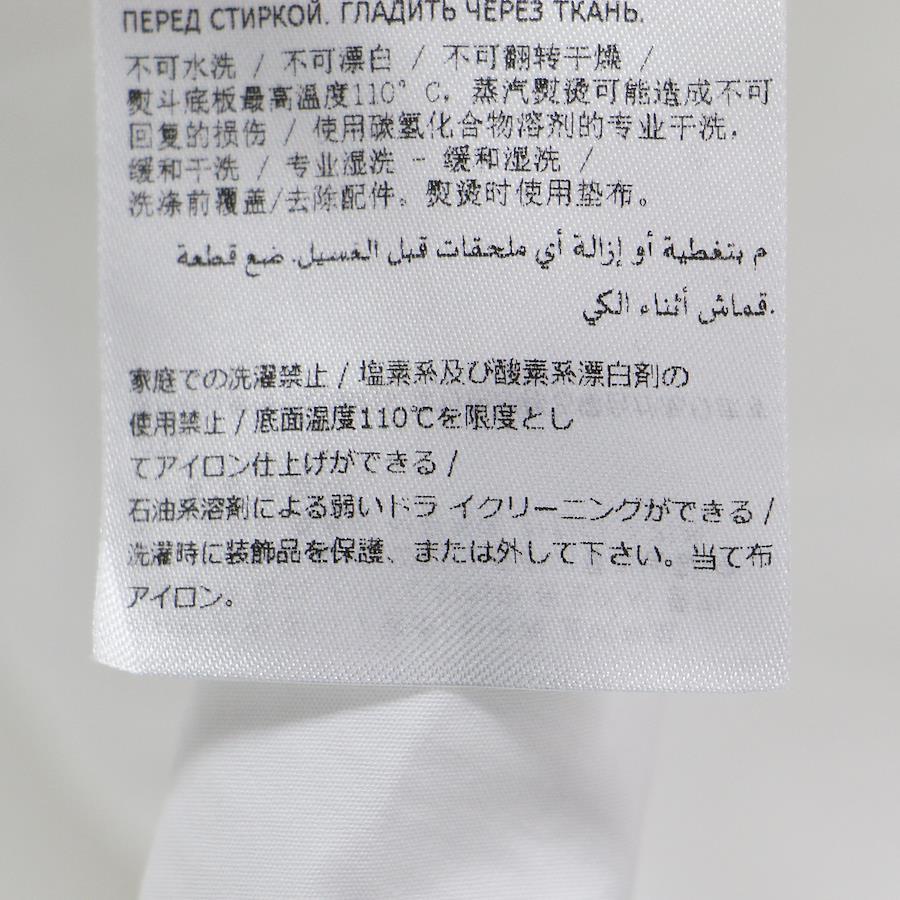 ПЕРЕД СТИРКОЙ. ГЛАДИТЬ ЧЕРЕЗ ТКАНЬ.
不可水洗 / 不可漂白 / 不可翻转干燥 /
熨斗底板最高温度110°C，蒸汽熨烫可能造成不可
回复的损伤 / 使用碳氢化合物溶剂的专业干洗，
缓和干洗 / 专业湿洗 - 缓和湿洗 /
洗涤前覆盖/去除配件。熨烫时使用垫布。
م بتغطية أو إزالة أي ملحقات قبل الغسيل. ضع قطعة
قماش أثناء الكي.
家庭での洗濯禁止 / 塩素系及び酸素系漂白剤の
使用禁止 / 底面温度110℃を限度とし
てアイロン仕上げができる /
石油系溶剤による弱いドラ イクリーニングができる /
洗濯時に装飾品を保護、または外して下さい。当て布
アイロン。